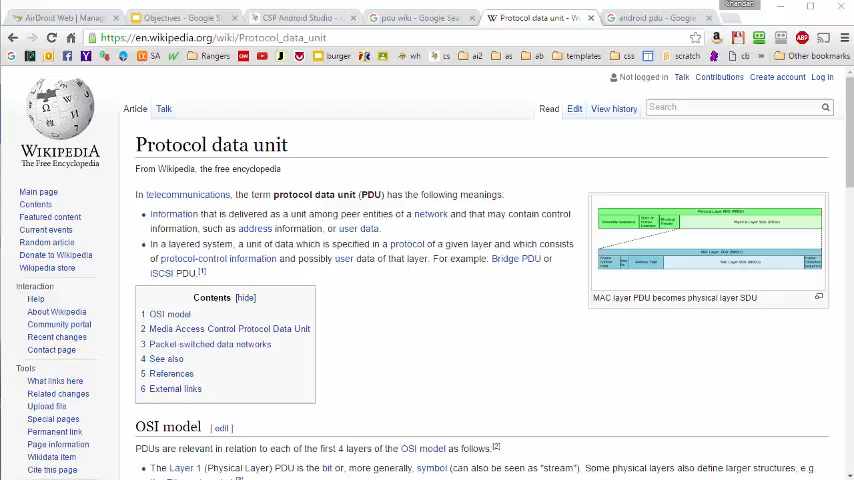 Chandan
AirDroid Web | Manage
Objectives - Google S
CSP Android Studio -
pdu wiki - Google Sea
Protocol data unit - Wi
android pdu - Google
https://en.wikipedia.org/wiki/Protocol_data_unit
SA
Rangers
burger
wh
cs
ai2
as
ab
templates
css
scratch
cb
other bookmarks
Not logged in Talk Contributions Create account Log In
Article Talk
Read Edit View history
Search
WIKIPEDIA
The Free Encyclopedia
Main page
Contents
Featured content
Current events
Random article
Donate to Wikipedia
Wikipedia store
Interaction
Help
About Wikipedia
Community portal
Recent changes
Contact page
Tools
What links here
Related changes
Upload file
Special pages
Permanent link
Page information
Wikidata item
Cite this page
Protocol data unit
From Wikipedia, the free encyclopedia
In telecommunications, the term protocol data unit (PDU) has the following meanings:
Information that is delivered as a unit among peer entities of a network and that may contain control
information, such as address information, or user data.
In a layered system, a unit of data which is specified in a protocol of a given layer and which consists
of protocol-control information and possibly user data of that layer. For example: Bridge PDU or
iSCSI PDU.[1]
MAC layer PDU becomes physical layer SDU
Contents [hide]
1 OSI model
2 Media Access Control Protocol Data Unit
3 Packet-switched data networks
4 See also
5 References
6 External links
OSI model [ edit ]
PDUs are relevant in relation to each of the first 4 layers of the OSI model as follows:[2]
The Layer 1 (Physical Layer) PDU is the bit or, more generally, symbol (can also be seen as "stream"). Some physical layers also define larger structures, e.g.